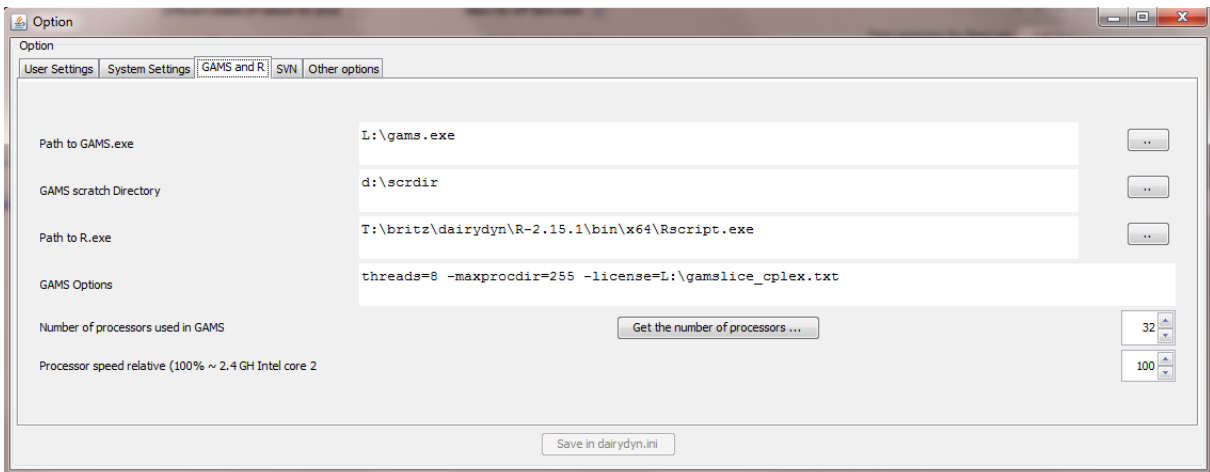 Option
Option
User Settings System Settings GAMS and R SVN Other options
Path to GAMS.exe L:\gams.exe ..
GAMS scratch Directory d:\scrdir ..
Path to R.exe T:\britz\dairydyn\R-2.15.1\bin\x64\Rscript.exe ..
GAMS Options threads=8 -maxprocdir=255 -license=L:\gamslice_cplex.txt
Number of processors used in GAMS Get the number of processors ... 32
Processor speed relative (100% ~ 2.4 GH Intel core 2 100
Save in dairydyn.ini